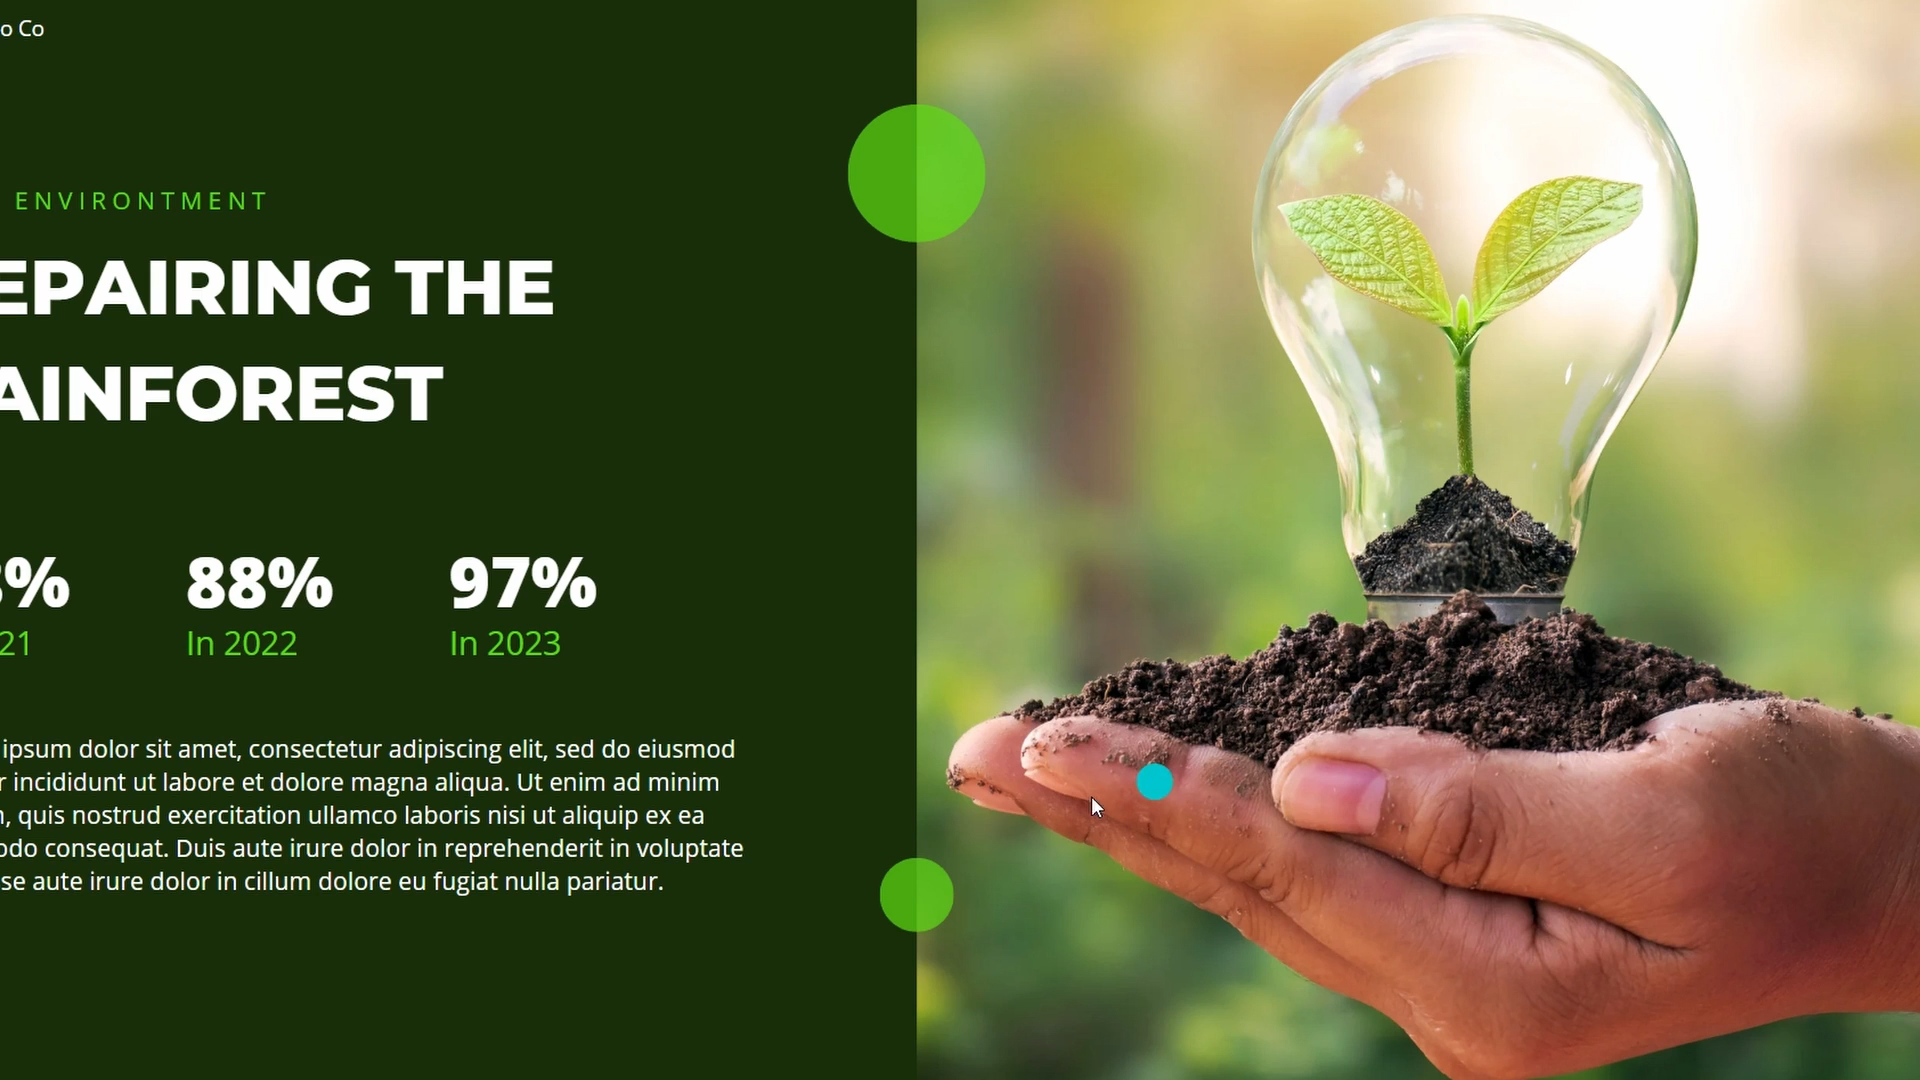 o Co
ENVIRONTMENT
EPAIRING THE
AINFOREST
% 88% 97%
21 In 2022 In 2023
ipsum dolor sit amet, consectetur adipiscing elit, sed do eiusmod
r incididunt ut labore et dolore magna aliqua. Ut enim ad minim
, quis nostrud exercitation ullamco laboris nisi ut aliquip ex ea
odo consequat. Duis aute irure dolor in reprehenderit in voluptate
se aute irure dolor in cillum dolore eu fugiat nulla pariatur.